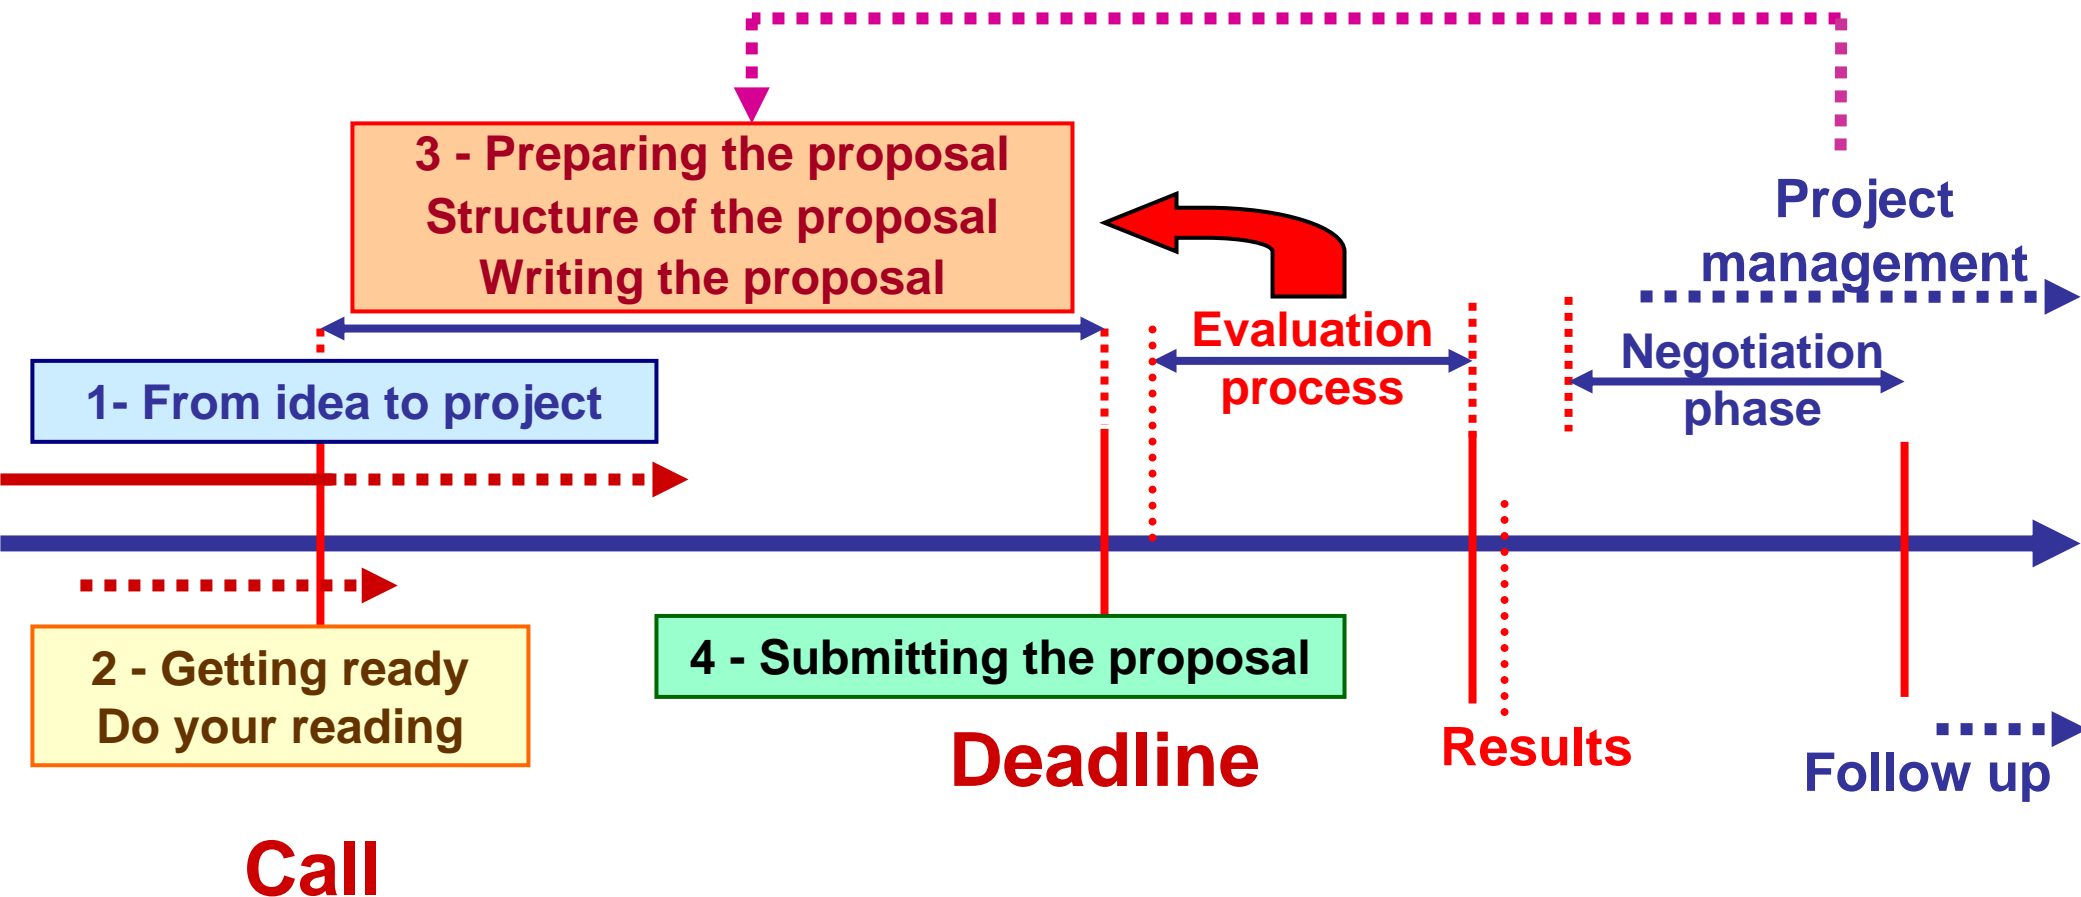 3 - Preparing the proposal
Structure of the proposal
Writing the proposal
Project
management
Evaluation
process
Negotiation
phase
1- From idea to project
2 - Getting ready
Do your reading
4 - Submitting the proposal
Deadline
Results
Follow up
Call